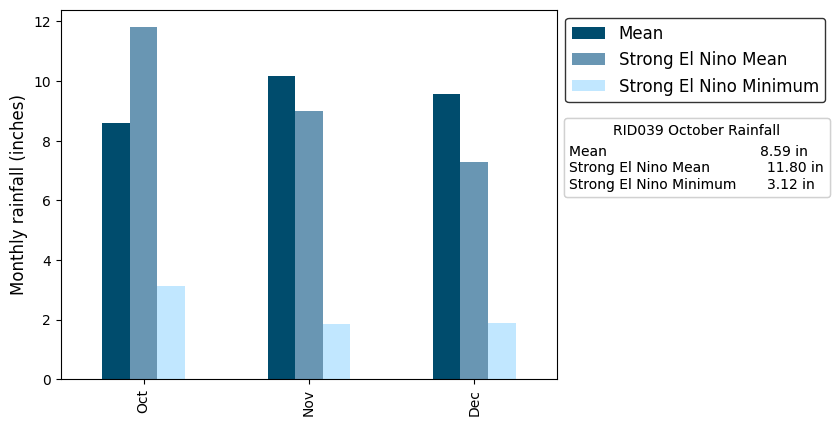 Monthly rainfall (inches)
12
10
8
6
4
2
0
Oct
Nov
Dec
Mean
Strong El Nino Mean
Strong El Nino Minimum
RID039 October Rainfall
Mean 8.59 in
Strong El Nino Mean 11.80 in
Strong El Nino Minimum 3.12 in